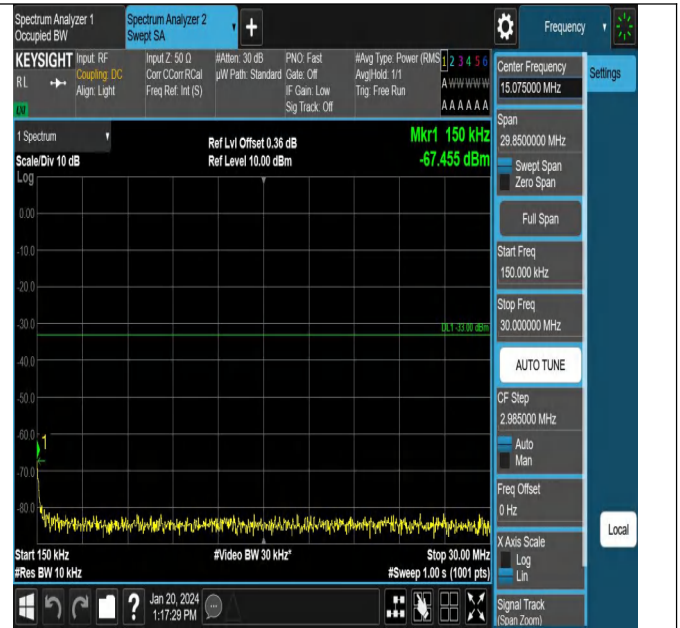 Spectrum Analyzer 1
Occupied BW
Spectrum Analyzer 2
Swept SA
Frequency
KEYSIGHT
RL
Input: RF
Coupling: DC
Align: Light
Input Z: 50 Ω
Corr CCorr RCal
Freq Ref: Int (S)
#Atten: 30 dB
µW Path: Standard
PNO: Fast
Gate: Off
IF Gain: Low
Sig Track: Off
#Avg Type: Power (RMS
Avg|Hold: 1/1
Trig: Free Run
1 2 3 4 5 6
A W W W W W
A A A A A A
1 Spectrum
Scale/Div 10 dB
Log
Ref Lvl Offset 0.36 dB
Ref Level 10.00 dBm
Mkr1 150 kHz
-67.455 dBm
0.00
-10.0
-20.0
-30.0
DL1 -33.00 dBm
-40.0
-50.0
-60.0
1
-70.0
-80.0
Start 150 kHz
#Res BW 10 kHz
#Video BW 30 kHz*
Stop 30.00 MHz
#Sweep 1.00 s (1001 pts)
Jan 20, 2024
1:17:29 PM
Center Frequency
15.075000 MHz
Settings
Span
29.8500000 MHz
Swept Span
Zero Span
Full Span
Start Freq
150.000 kHz
Stop Freq
30.000000 MHz
AUTO TUNE
CF Step
2.985000 MHz
Auto
Man
Freq Offset
0 Hz
Local
X Axis Scale
Log
Lin
Signal Track
(Span Zoom)